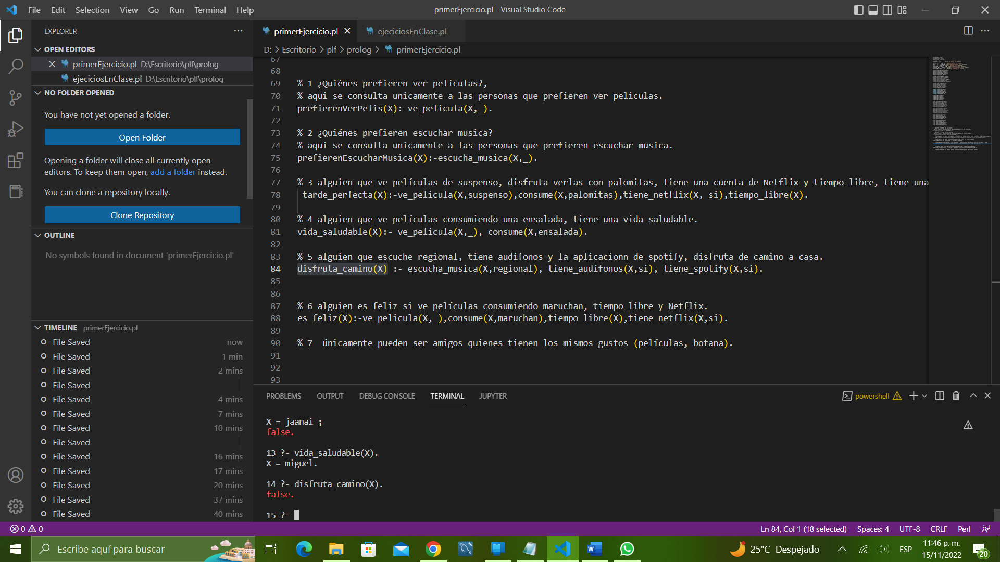 File Edit Selection View Go Run Terminal Help
primerEjercicio.pl - Visual Studio Code
EXPLORER
OPEN EDITORS
primerEjercicio.pl D:\Escritorio\plf\prolog
ejeciciosEnClase.pl D:\Escritorio\plf\prolog
NO FOLDER OPENED
You have not yet opened a folder.
Open Folder
Opening a folder will close all currently open
editors. To keep them open, add a folder instead.
You can clone a repository locally.
Clone Repository
OUTLINE
No symbols found in document 'primerEjercicio.pl'
TIMELINE primerEjercicio.pl
File Saved now
File Saved 1 min
File Saved 2 mins
File Saved
File Saved 4 mins
File Saved 7 mins
File Saved 10 mins
File Saved
File Saved 16 mins
File Saved 17 mins
File Saved 20 mins
File Saved 37 mins
File Saved 40 mins
primerEjercicio.pl
ejeciciosEnClase.pl
D: > Escritorio > plf > prolog > primerEjercicio.pl
67
68
69 % 1 ¿Quiénes prefieren ver películas?,
70 % aqui se consulta unicamente a las personas que prefieren ver peliculas.
71 prefierenVerPelis(X):-ve_pelicula(X,_).
72
73 % 2 ¿Quiénes prefieren escuchar musica?
74 % aqui se consulta unicamente a las personas que prefieren escuchar musica.
75 prefierenEscucharMusica(X):-escucha_musica(X,_).
76
77 % 3 alguien que ve películas de suspenso, disfruta verlas con palomitas, tiene una cuenta de Netflix y tiempo libre, tiene una
78 tarde_perfecta(X):-ve_pelicula(X,suspenso),consume(X,palomitas),tiene_netflix(X, si),tiempo_libre(X).
79
80 % 4 alguien que ve películas consumiendo una ensalada, tiene una vida saludable.
81 vida_saludable(X):- ve_pelicula(X,_), consume(X,ensalada).
82
83 % 5 alguien que escuche regional, tiene audifonos y la aplicacionn de spotify, disfruta de camino a casa.
84 disfruta_camino(X) :- escucha_musica(X,regional), tiene_audifonos(X,si), tiene_spotify(X,si).
85
86
87 % 6 alguien es feliz si ve películas consumiendo maruchan, tiempo libre y Netflix.
88 es_feliz(X):-ve_pelicula(X,_),consume(X,maruchan),tiempo_libre(X),tiene_netflix(X,si).
89
90 % 7 únicamente pueden ser amigos quienes tienen los mismos gustos (películas, botana).
91
92
93
PROBLEMS OUTPUT DEBUG CONSOLE TERMINAL JUPYTER
powershell
X = jaanai ;
false.
13 ?- vida_saludable(X).
X = miguel.
14 ?- disfruta_camino(X).
false.
15 ?-
0 0
Ln 84, Col 1 (18 selected) Spaces: 4 UTF-8 CRLF Perl
Escribe aquí para buscar
25°C Despejado
ESP
11:46 p. m.
15/11/2022
20